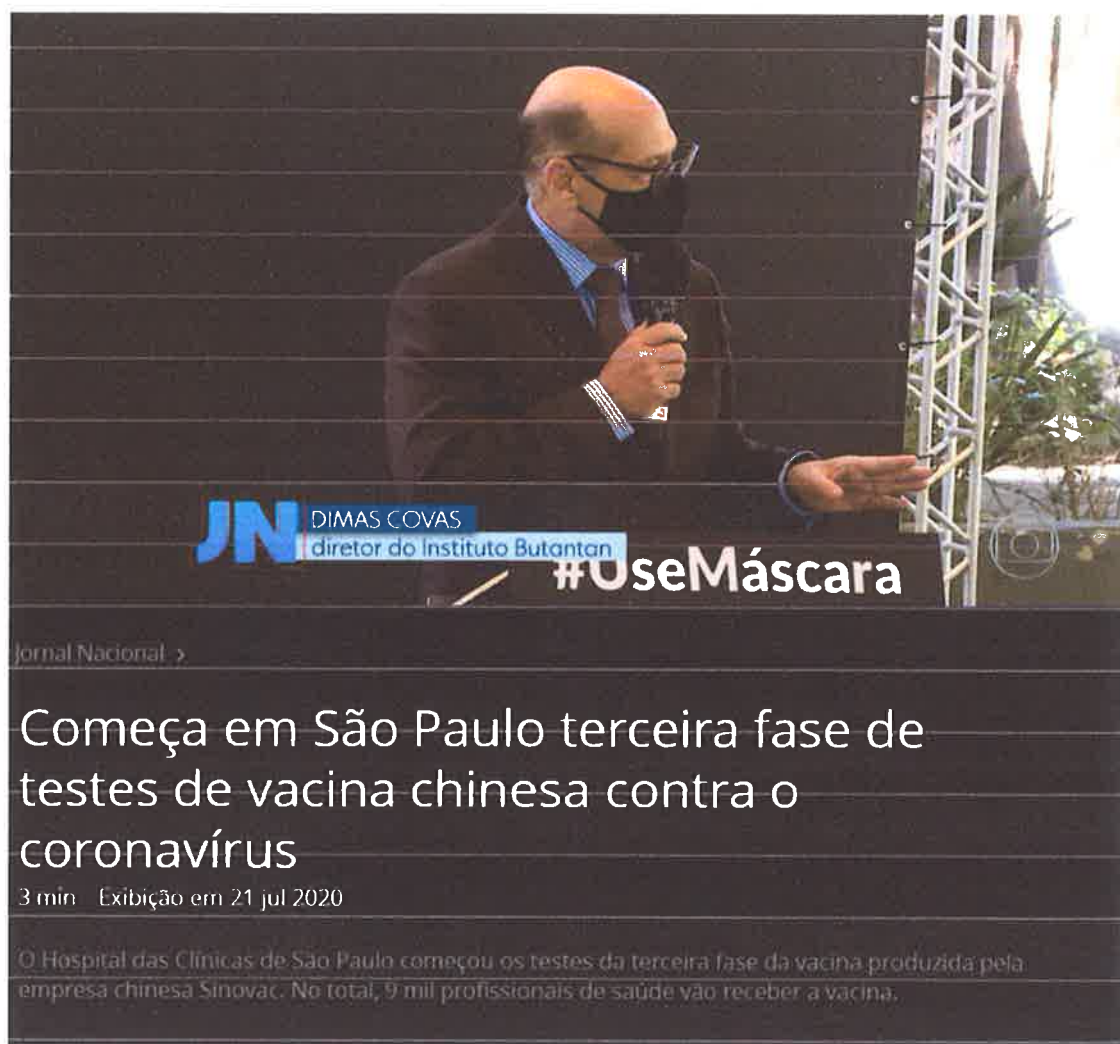 JN
DIMAS COVAS
diretor do Instituto Butantan
#UseMáscara
Jornal Nacional >
Começa em São Paulo terceira fase de
testes de vacina chinesa contra o
coronavírus
3 min Exibição em 21 jul 2020
O Hospital das Clínicas de São Paulo começou os testes da terceira fase da vacina produzida pela
empresa chinesa Sinovac. No total, 9 mil profissionais de saúde vão receber a vacina.